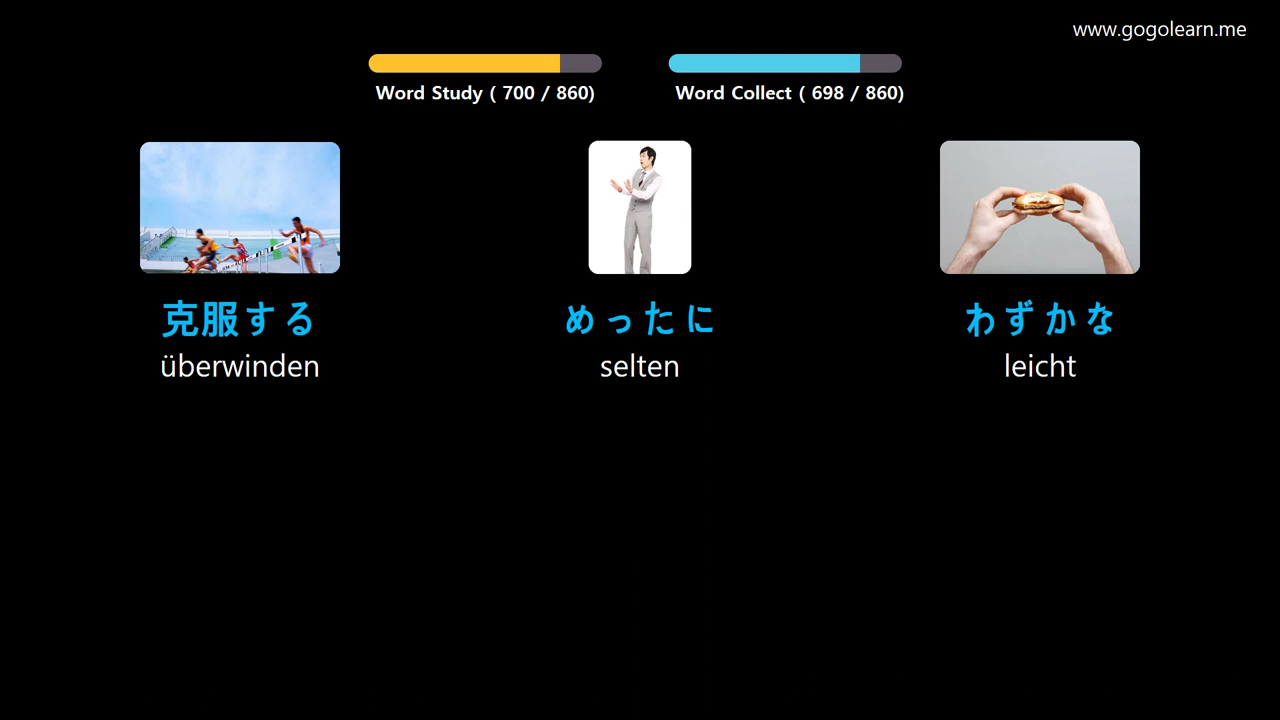 www.gogolearn.me
Word Study ( 700 / 860)
Word Collect ( 698 / 860)
克服する
めったに
わずかな
überwinden
selten
leicht